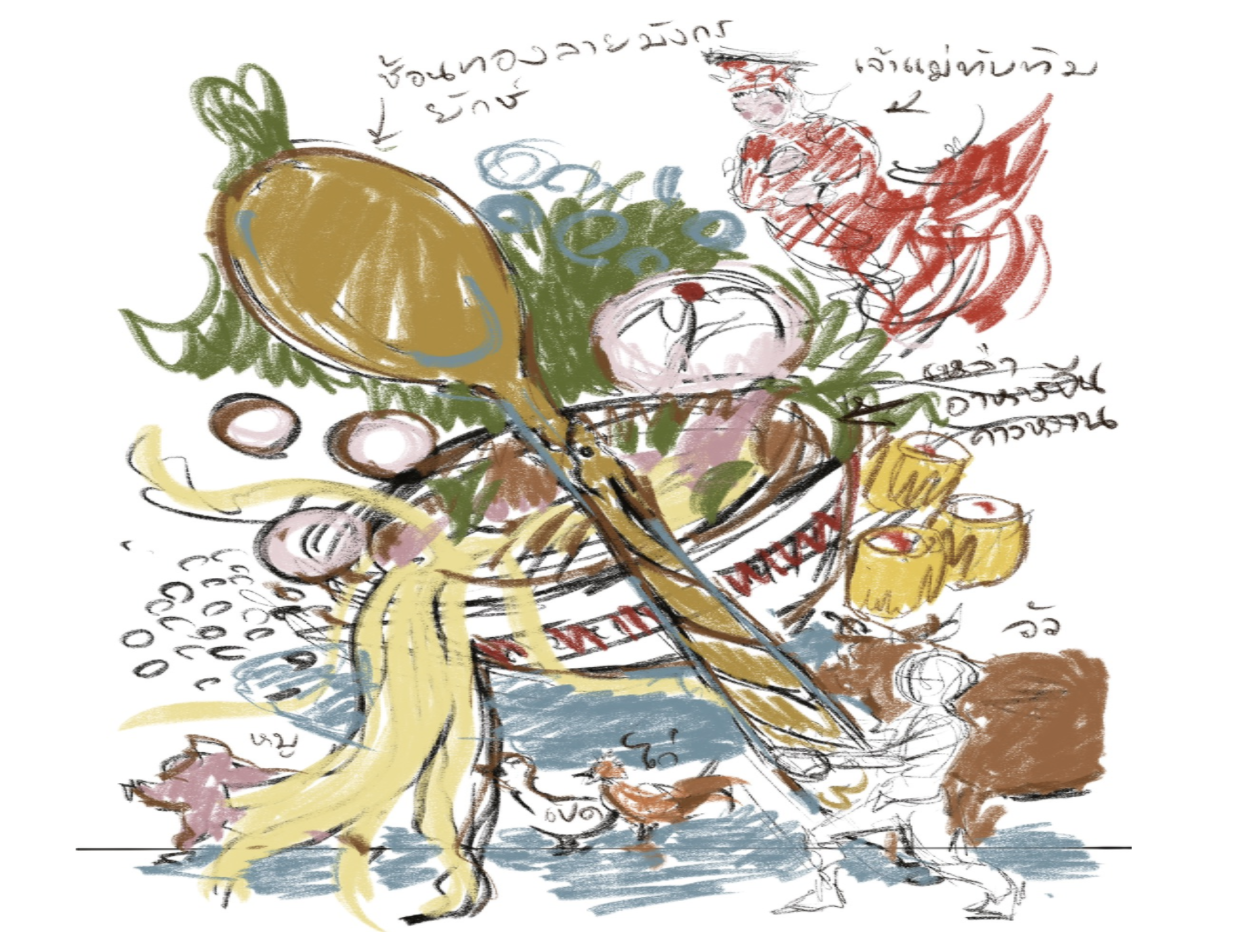 ช้อนทองลายมังกร
ยักษ์
เจ้าแม่ทับทิม
เหล่า
อาหารจีน
คาวหวาน
วัว
หมู
ไก่
เป็ด